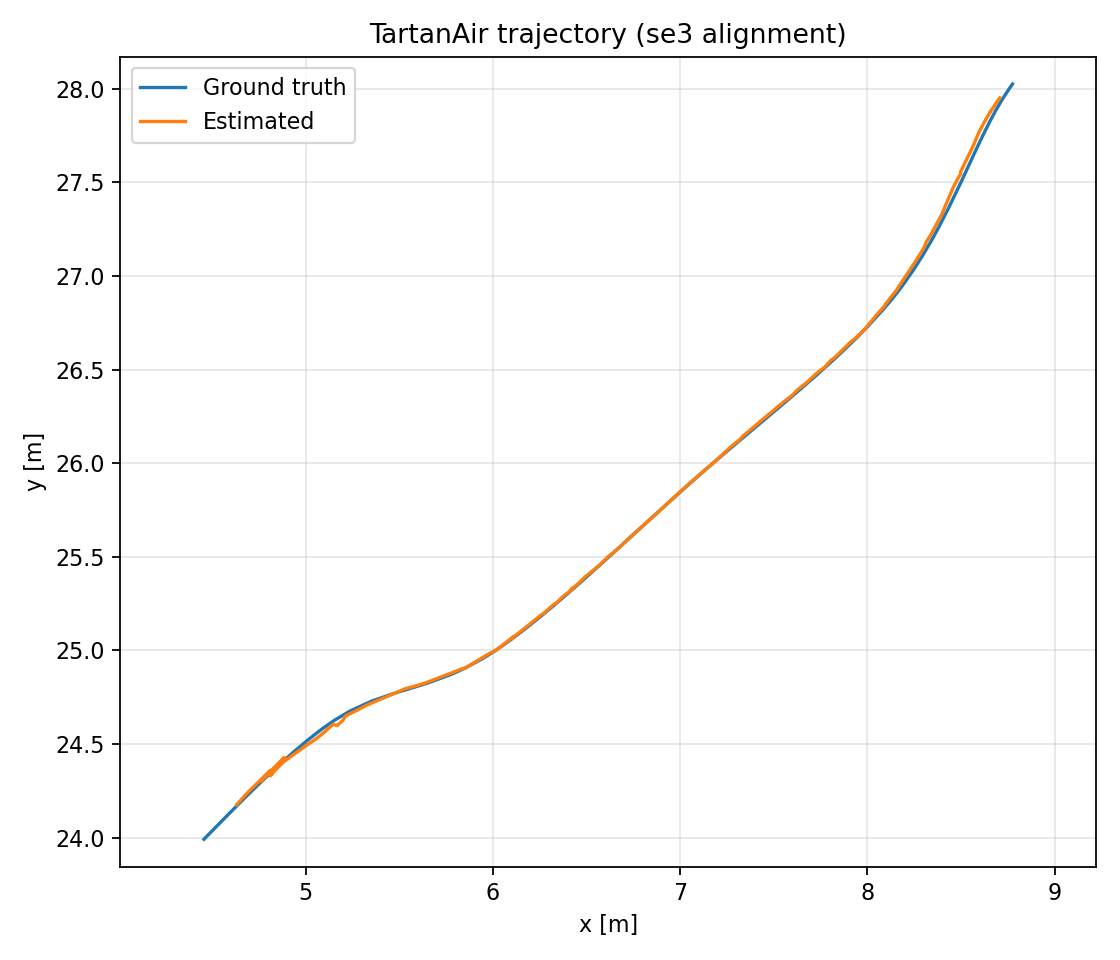 TartanAir trajectory (se3 alignment)
Ground truth
Estimated
28.0
27.5
27.0
26.5
26.0
25.5
25.0
24.5
24.0
y [m]
5 6 7 8 9
x [m]